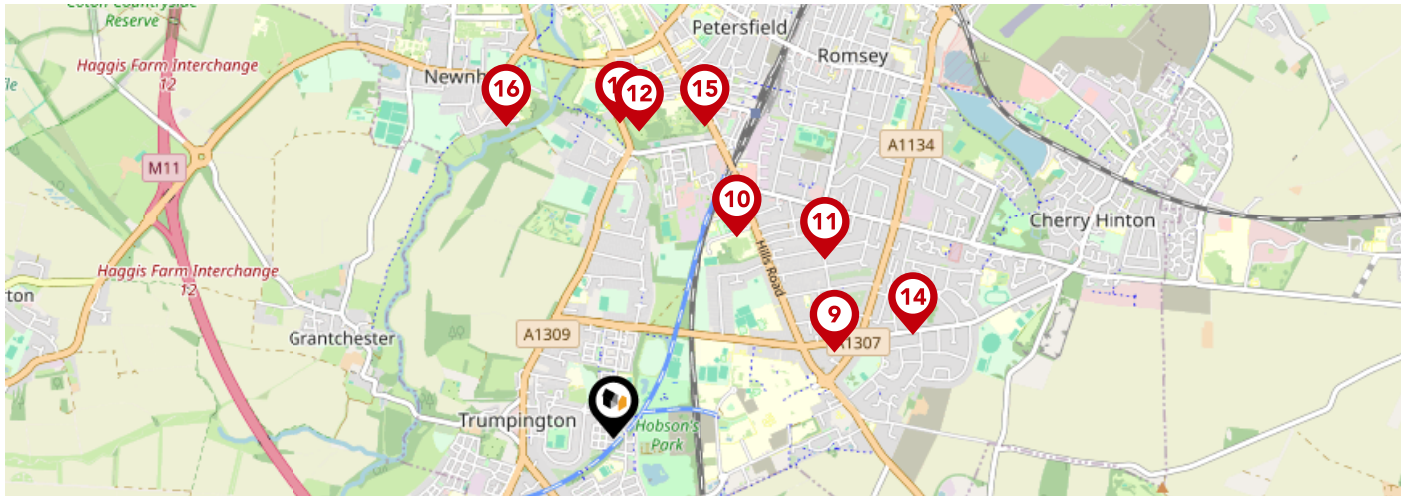 Coton Countryside
Reserve
Petersfield
Romsey
Haggis Farm Interchange
12
Newnh
16
12
15
A1134
M11
10
11
Cherry Hinton
Hills Road
Haggis Farm Interchange
12
rton
14
9
Grantchester
A1309
A1307
Trumpington
Hobson's
Park